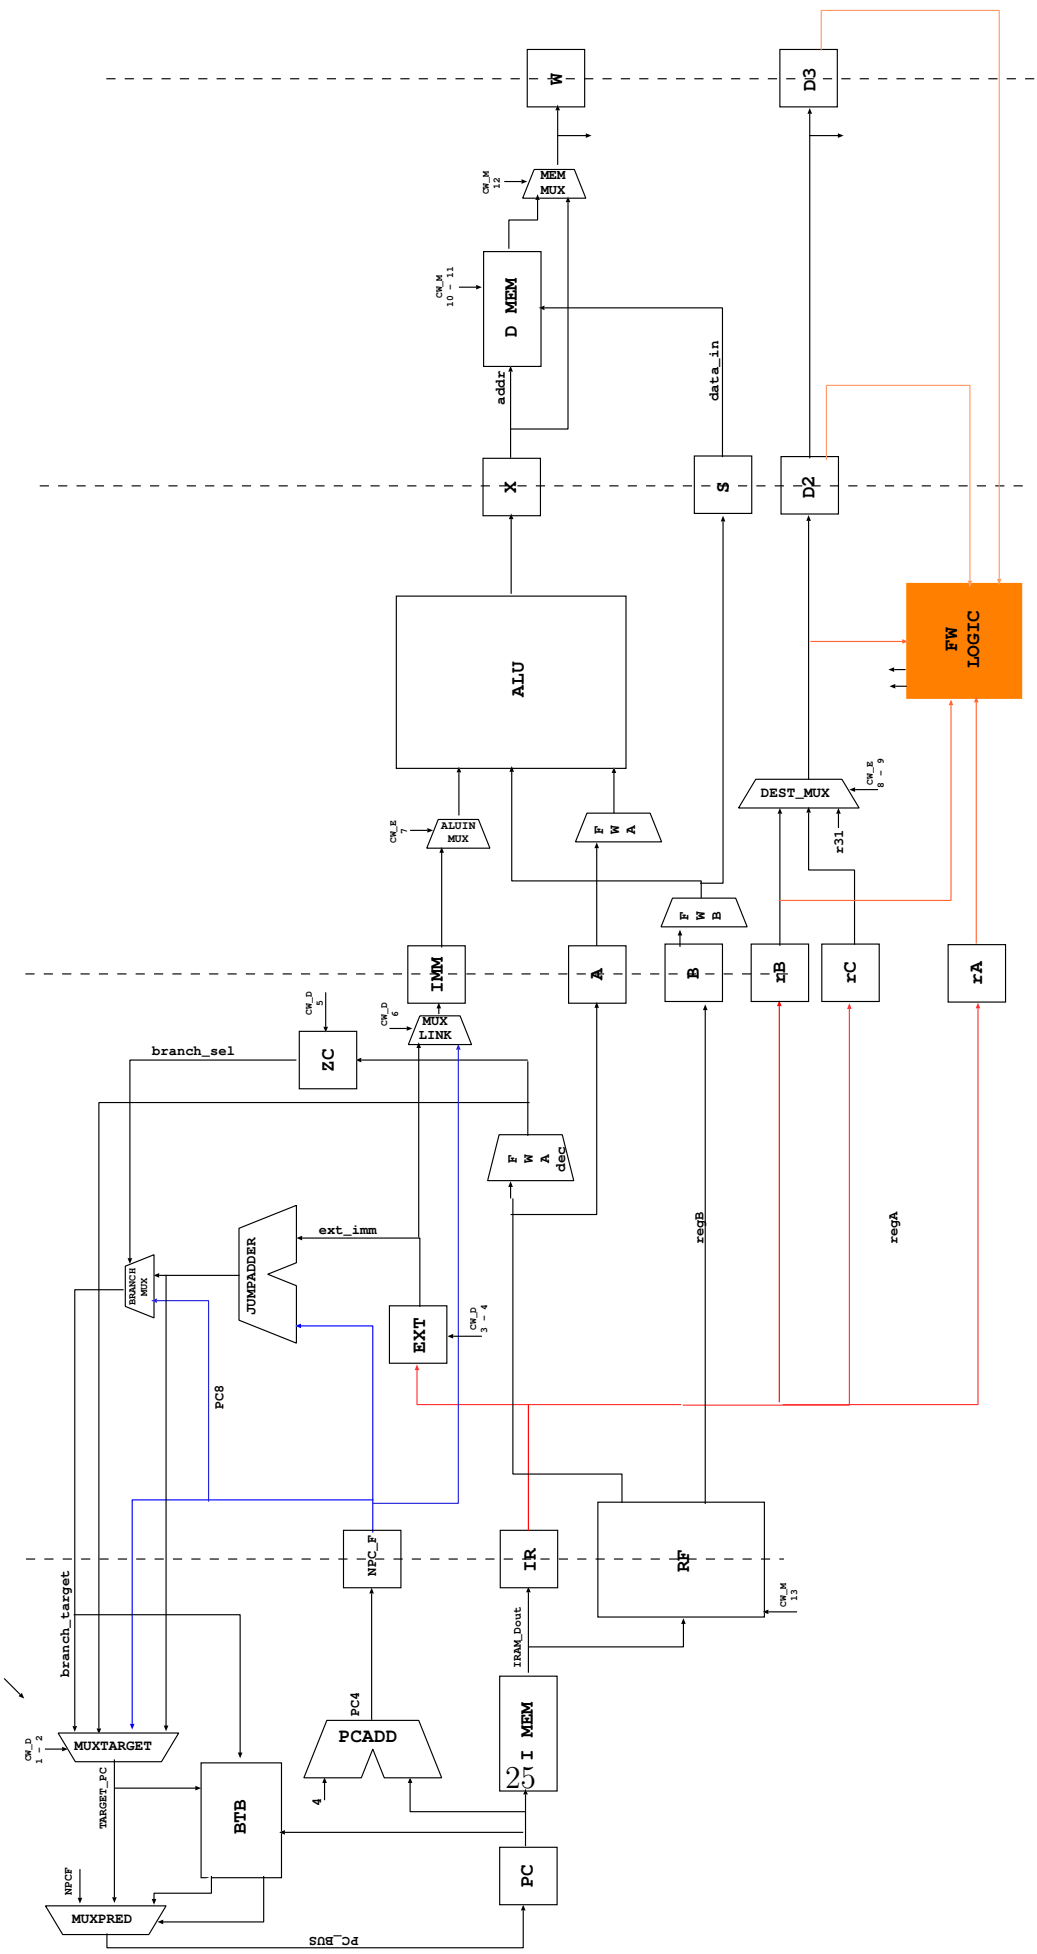 W
D3
MEM
MUX
CW_M
12
CW_M
10 - 11
D MEM
addr
data_in
X
S
D2
ALU
FW
LOGIC
CW_E
7
ALUIN
MUX
F W A
DEST_MUX
CW_E
8 - 9
r31
F W B
IMM
A
B
rB
rC
rA
CW_D
5
CW_D
6
MUX
LINK
ZC
branch_sel
F W A
dec
ext_imm
JUMPADDER
BRANCH
MUX
regB
regA
EXT
CW_D
3 - 4
PC8
NPC_F
IR
RF
CW_M
13
branch_target
IRAM_Dout
PC4
CW_D
1 - 2
MUXTARGET
PCADD
I MEM
25
TARGET_PC
BTB
4
NPCF
PC
MUXPRED
PC_BUS